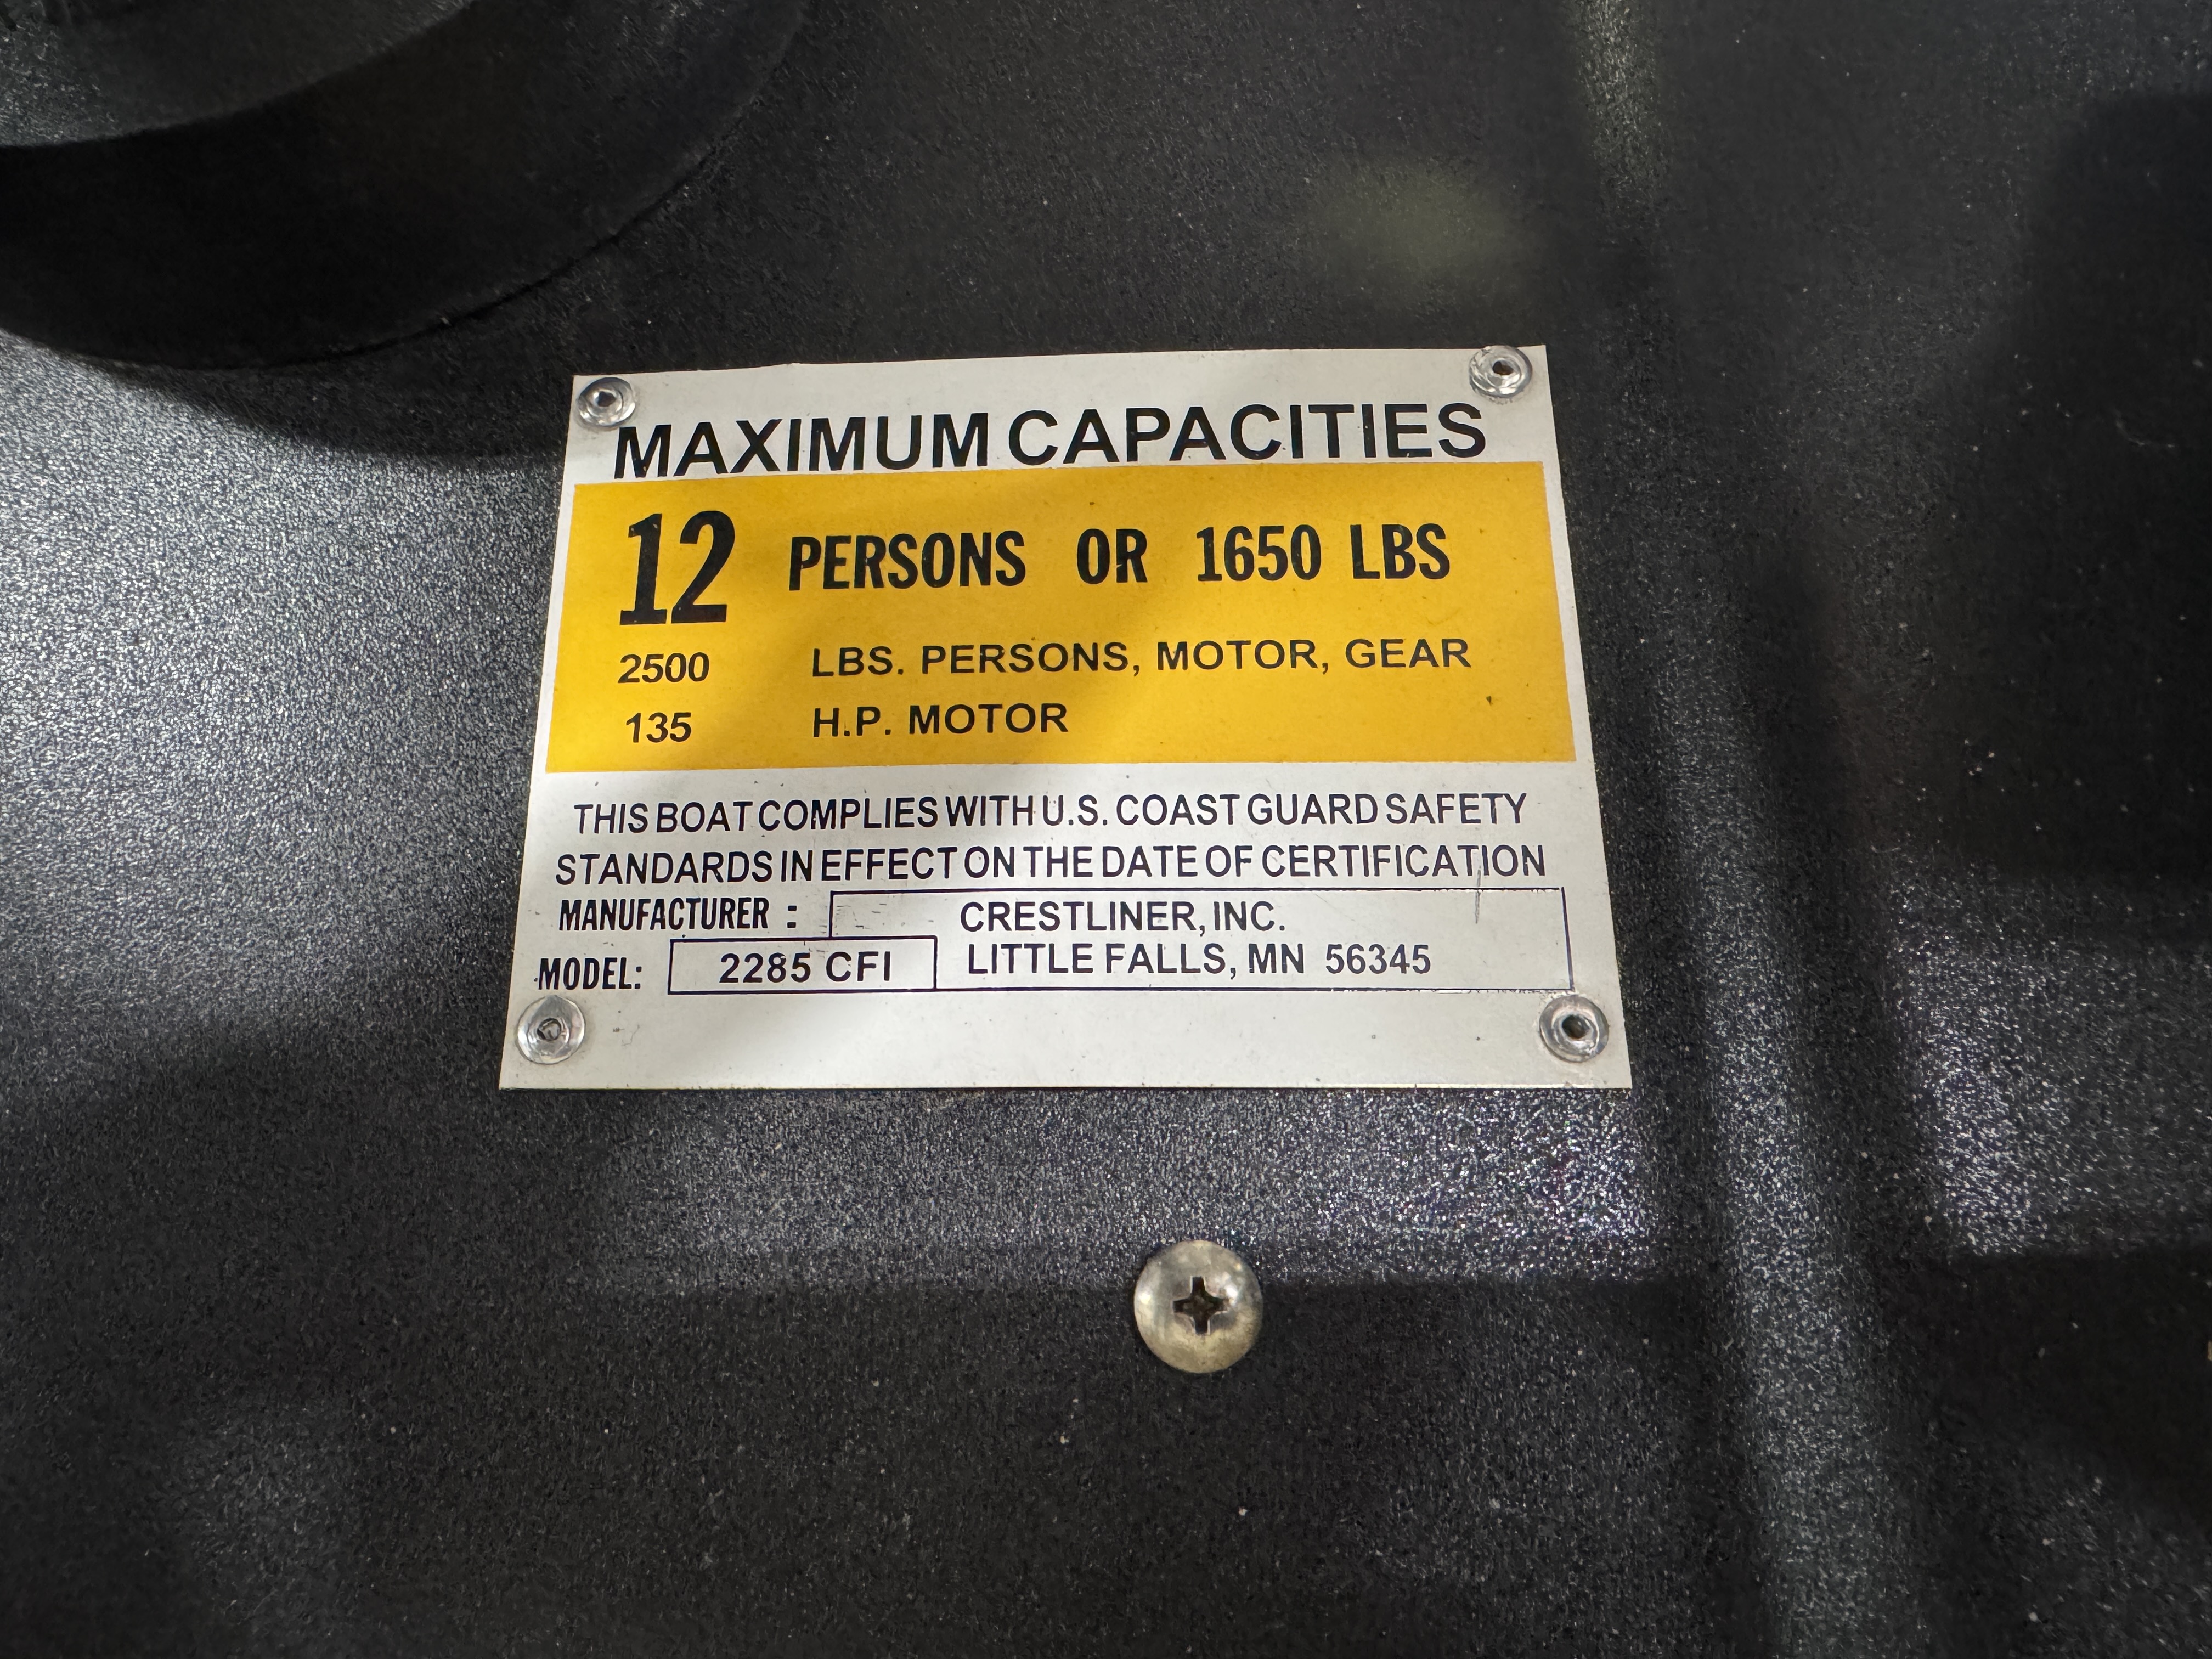 MAXIMUM CAPACITIES
12 PERSONS OR 1650 LBS
2500 LBS. PERSONS, MOTOR, GEAR
135 H.P. MOTOR
THIS BOAT COMPLIES WITH U.S. COAST GUARD SAFETY
STANDARDS IN EFFECT ON THE DATE OF CERTIFICATION
MANUFACTURER : CRESTLINER, INC.
MODEL: 2285 CFI LITTLE FALLS, MN 56345